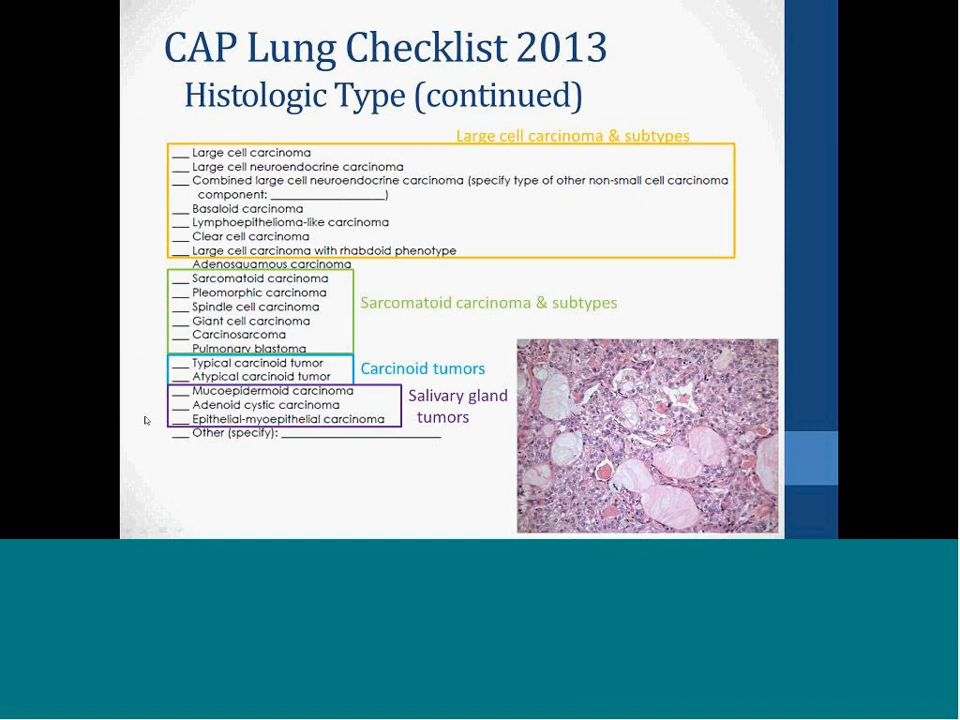 CAP Lung Checklist 2013
Histologic Type (continued)
Large cell carcinoma & subtypes
___ Large cell carcinoma
___ Large cell neuroendocrine carcinoma
___ Combined large cell neuroendocrine carcinoma (specify type of other non-small cell carcinoma
component: _________________)
___ Basaloid carcinoma
___ Lymphoepithelioma-like carcinoma
___ Clear cell carcinoma
___ Large cell carcinoma with rhabdoid phenotype
___ Adenosquamous carcinoma
___ Sarcomatoid carcinoma
___ Pleomorphic carcinoma
___ Spindle cell carcinoma
___ Giant cell carcinoma
___ Carcinosarcoma
___ Pulmonary blastoma
Sarcomatoid carcinoma & subtypes
___ Typical carcinoid tumor
___ Atypical carcinoid tumor
Carcinoid tumors
___ Mucoepidermoid carcinoma
___ Adenoid cystic carcinoma
___ Epithelial-myoepithelial carcinoma
Salivary gland
tumors
___ Other (specify): ________________________